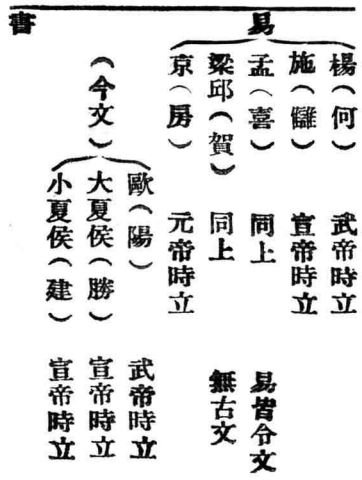 易
楊（何） 武帝時立
施（讎） 宣帝時立
孟（喜） 同上 易皆今文
梁邱（賀） 同上 無古文
京（房） 元帝時立
書
（今文）
歐（陽） 武帝時立
大夏侯（勝） 宣帝時立
小夏侯（建） 宣帝時立